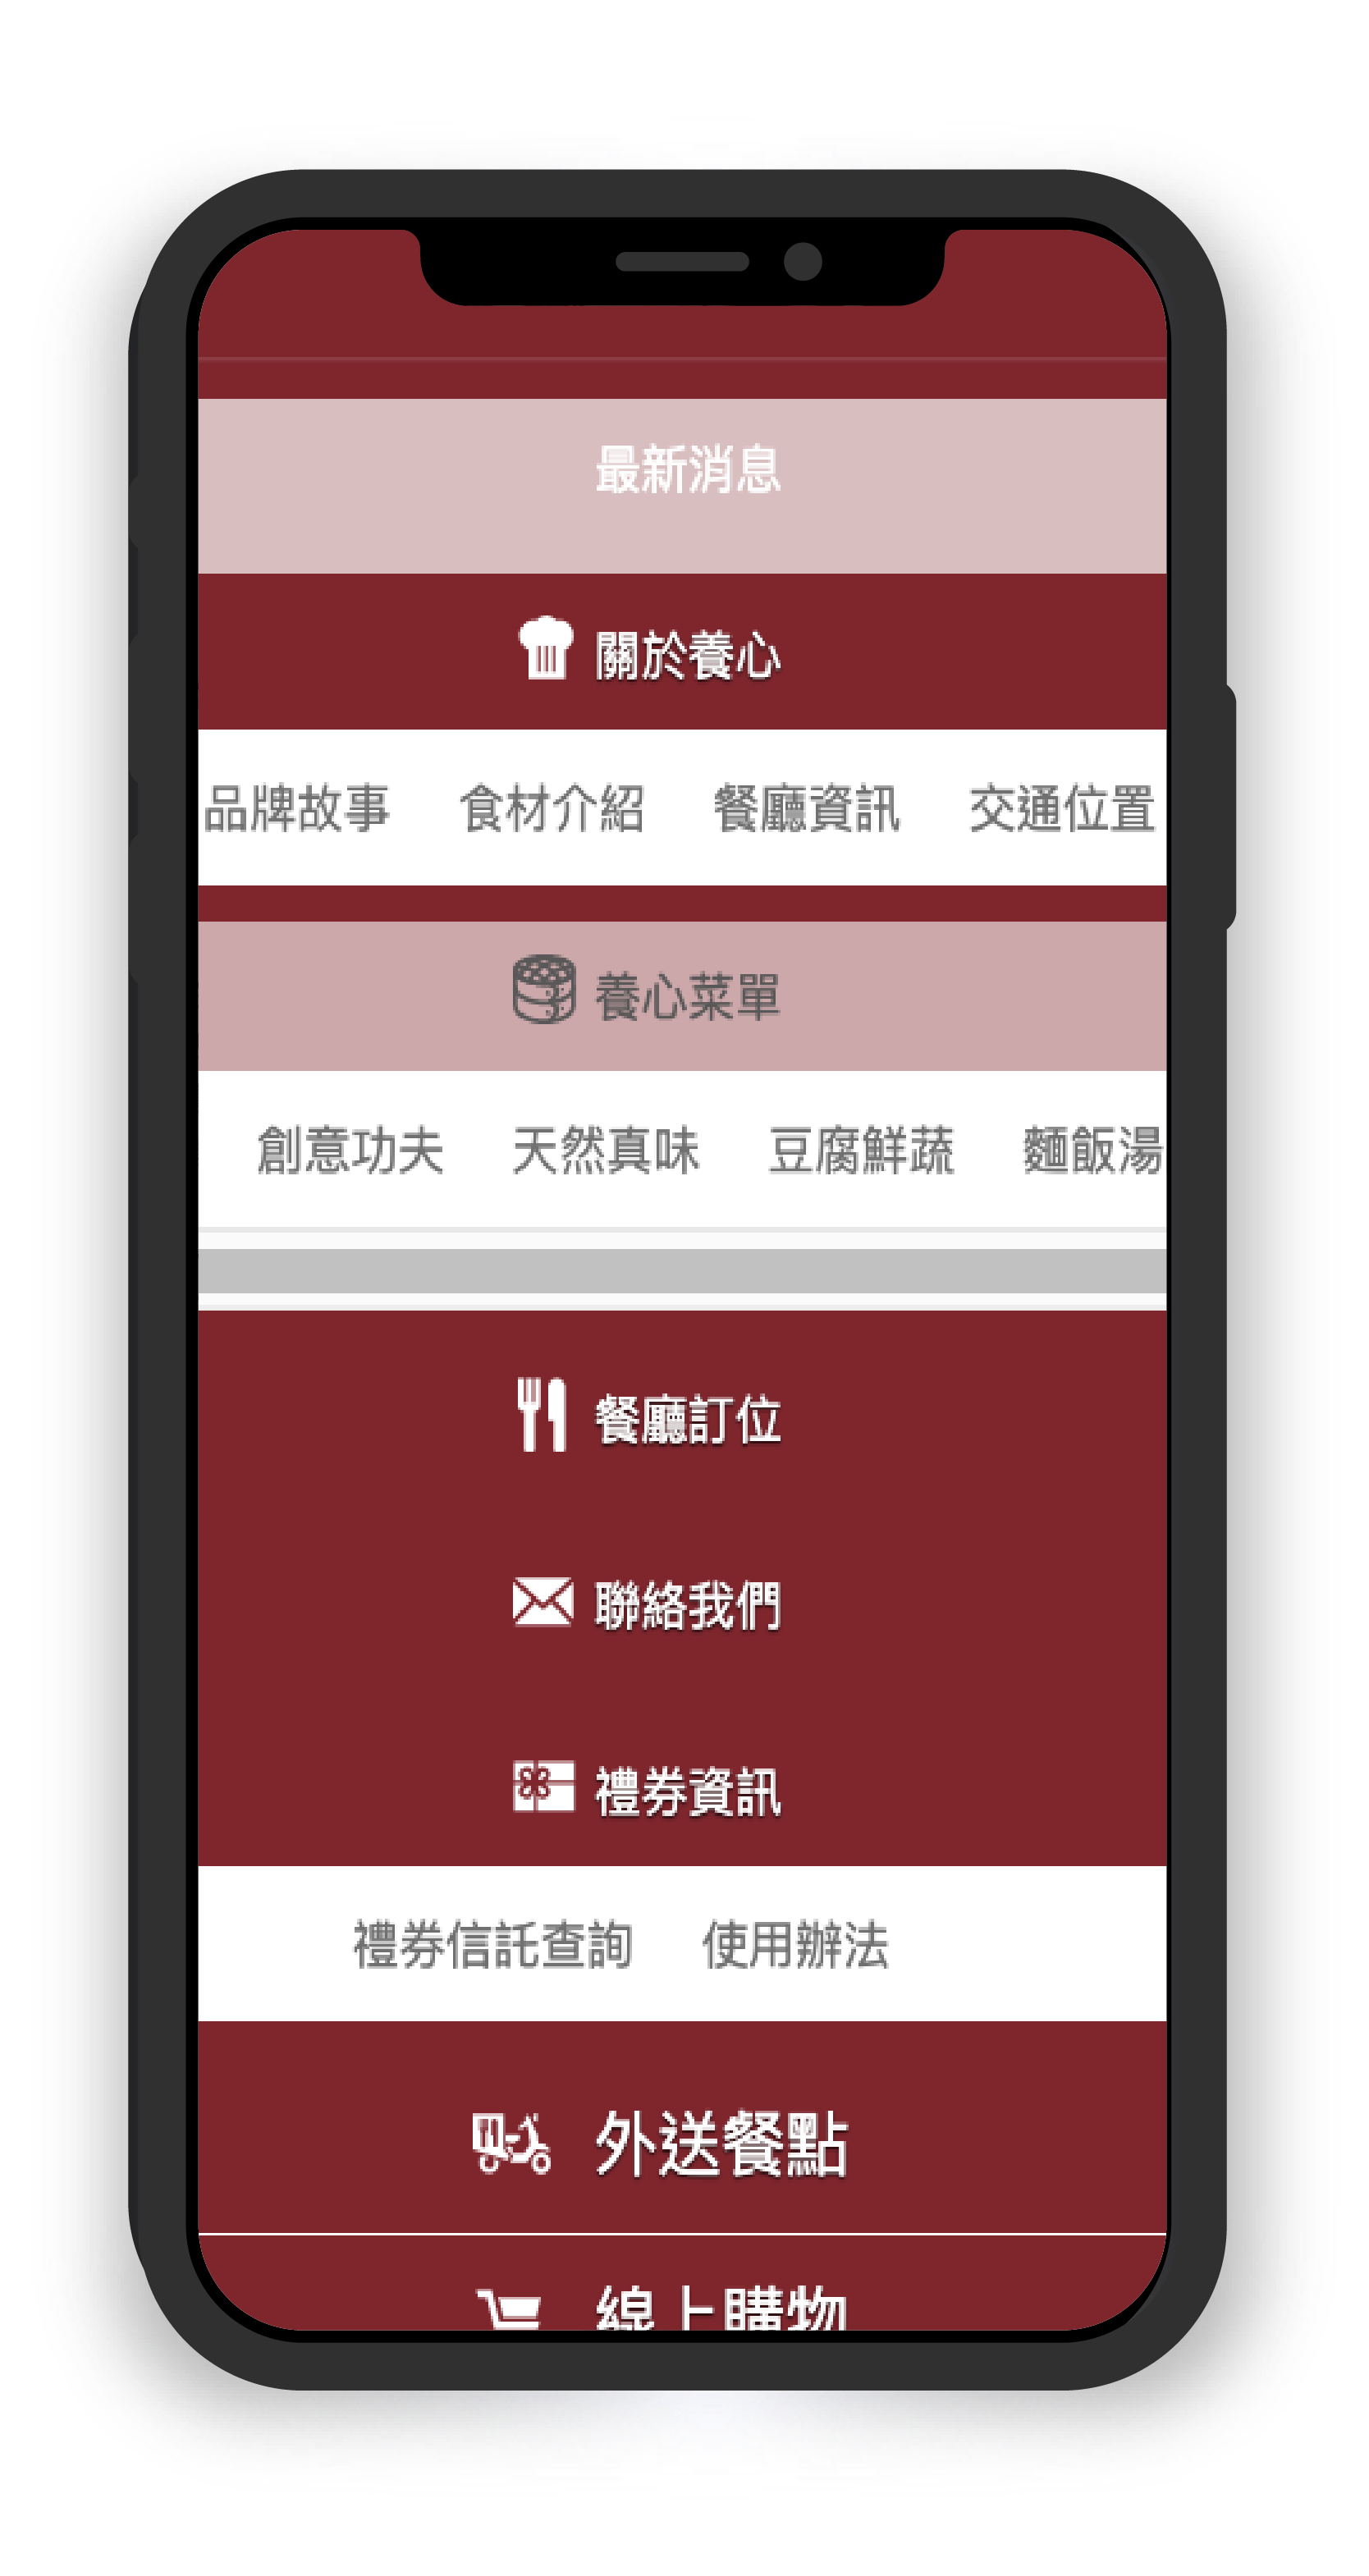 最新消息
關於養心
品牌故事 食材介紹 餐廳資訊 交通位置
養心菜單
創意功夫 天然真味 豆腐鮮蔬 麵飯湯
餐廳訂位
聯絡我們
禮券資訊
禮券信託查詢 使用辦法
外送餐點
線上購物